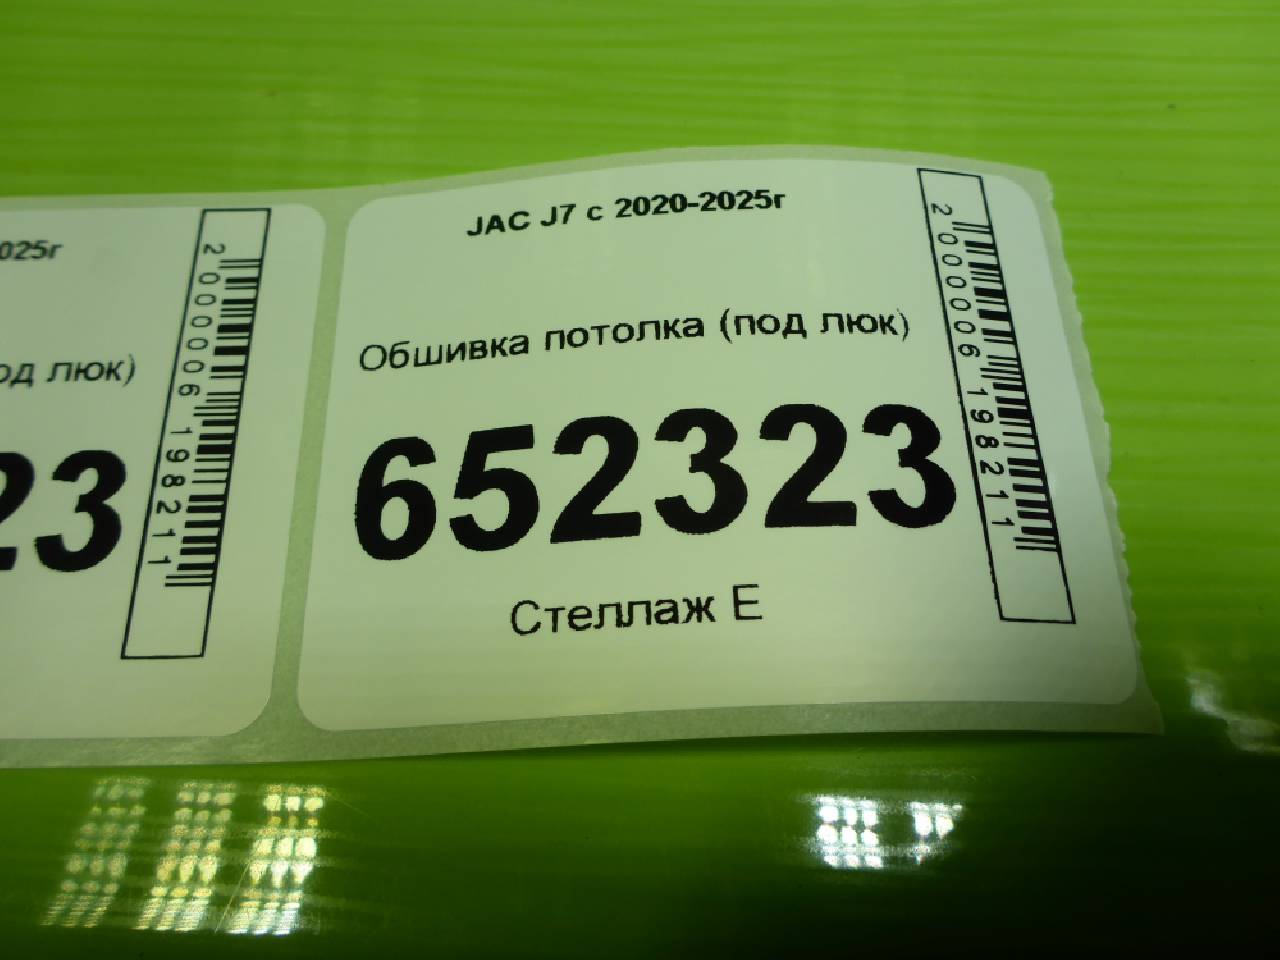 JAC J7 с 2020-2025г
Обшивка потолка (под люк)
652323
Стеллаж Е
2000006198211
025г
од люк)
23
2000006198211